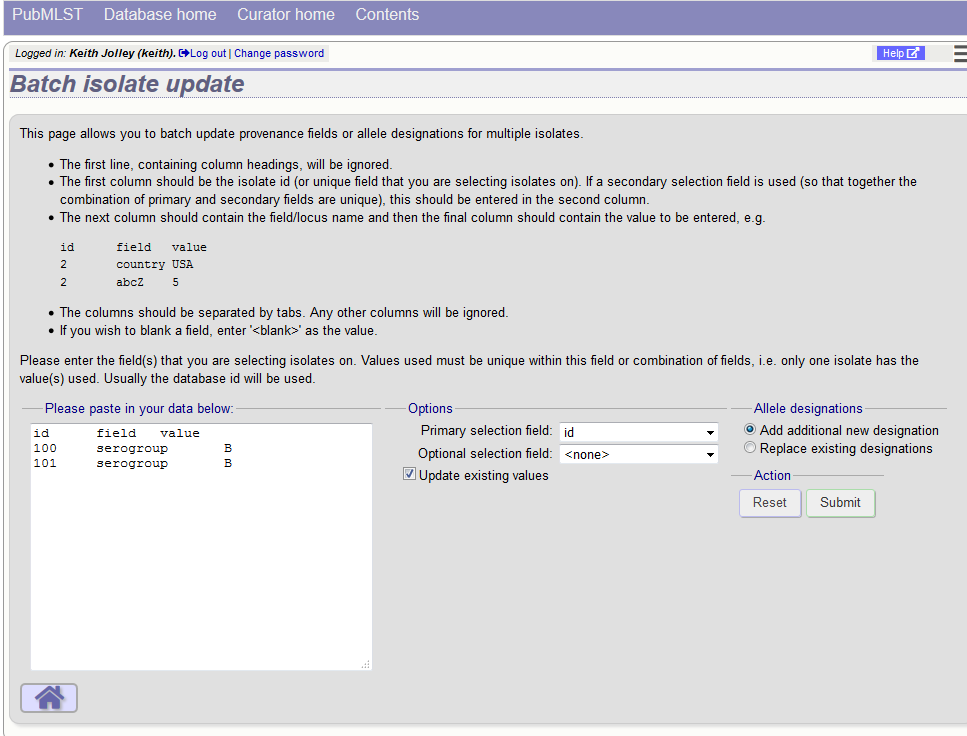 PubMLST Database home Curator home Contents
Logged in: Keith Jolley (keith). Log out | Change password Help
Batch isolate update
This page allows you to batch update provenance fields or allele designations for multiple isolates.
The first line, containing column headings, will be ignored.
The first column should be the isolate id (or unique field that you are selecting isolates on). If a secondary selection field is used (so that together the
combination of primary and secondary fields are unique), this should be entered in the second column.
The next column should contain the field/locus name and then the final column should contain the value to be entered, e.g.
id field value
2 country USA
2 abcZ 5
The columns should be separated by tabs. Any other columns will be ignored.
If you wish to blank a field, enter '<blank>' as the value.
Please enter the field(s) that you are selecting isolates on. Values used must be unique within this field or combination of fields, i.e. only one isolate has the
value(s) used. Usually the database id will be used.
Please paste in your data below:
id field value
100 serogroup B
101 serogroup B
Options
Primary selection field: id
Optional selection field: <none>
Update existing values
Allele designations
Add additional new designation
Replace existing designations
Action
Reset Submit